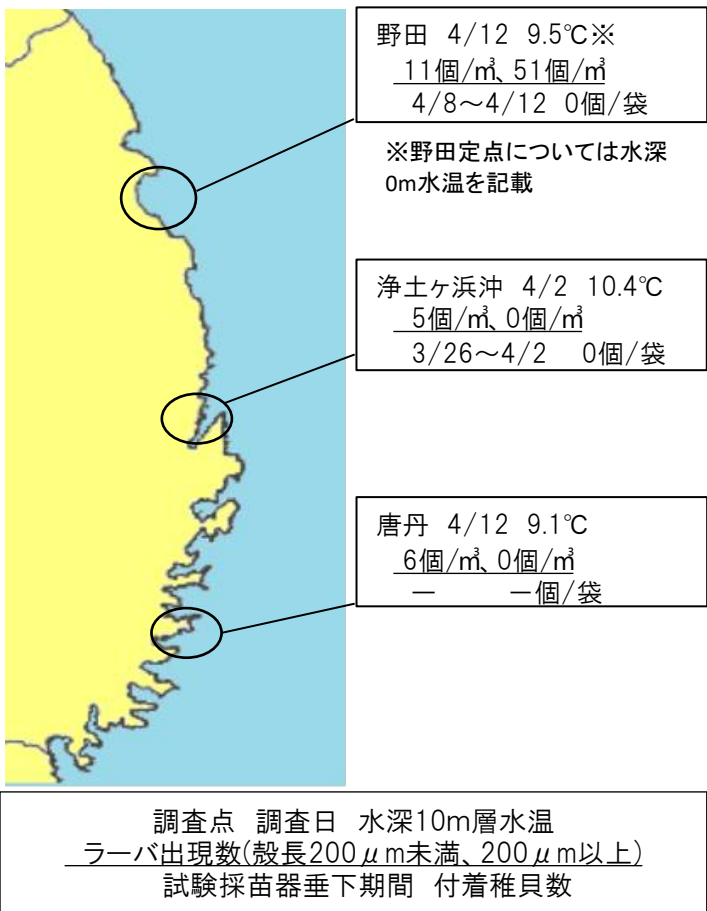 野田 4/12 9.5℃※
11個/㎥、51個/㎥
4/8～4/12 0個/袋
※野田定点については水深
0m水温を記載
浄土ヶ浜沖 4/2 10.4℃
5個/㎥、0個/㎥
3/26～4/2 0個/袋
唐丹 4/12 9.1℃
6個/㎥、0個/㎥
－ －個/袋
調査点 調査日 水深10m層水温
ラーバ出現数(殻長200μm未満、200μm以上)
試験採苗器垂下期間 付着稚貝数